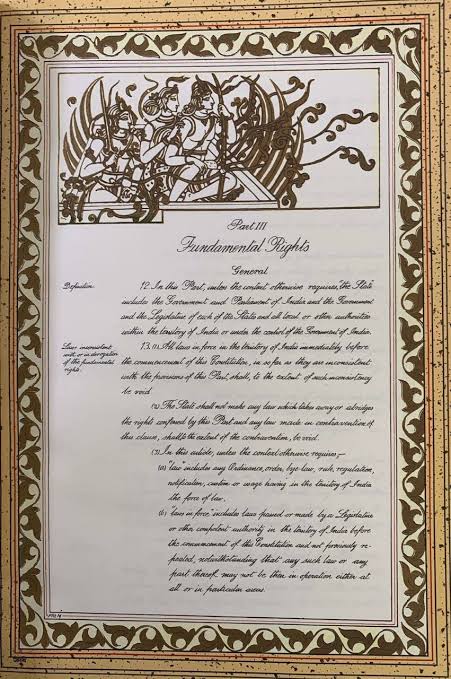 Part III
Fundamental Rights
General
Definition.
12. In this Part, unless the context otherwise requires, "the State"
includes the Government and Parliament of India and the Government
and the Legislature of each of the States and all local or other authorities
within the territory of India or under the control of the Government of India.
Laws inconsistent
with or in derogation
of the fundamental
rights.
13. (1) All laws in force in the territory of India immediately before
the commencement of this Constitution, in so far as they are inconsistent
with the provisions of this Part, shall, to the extent of such inconsistency,
be void.
(2) The State shall not make any law which takes away or abridges
the rights conferred by this Part and any law made in contravention of
this clause, shall, to the extent of the contravention, be void.
(3) In this article, unless the context otherwise requires,—
(a) "law" includes any Ordinance, order, bye-law, rule, regulation,
notification, custom or usage having in the territory of India
the force of law.
(b) "laws in force" includes laws passed or made by a Legislature
or other competent authority in the territory of India before
the commencement of this Constitution and not previously re-
pealed, notwithstanding that any such law or any
part thereof may not be then in operation either at
all or in particular areas.